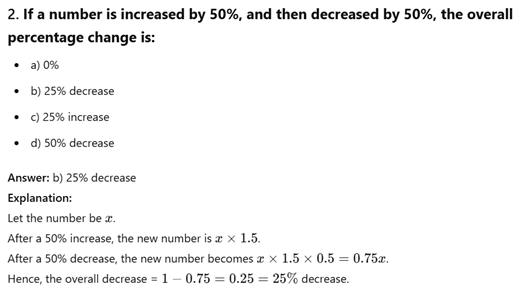 2. If a number is increased by 50%, and then decreased by 50%, the overall
percentage change is:
• a) 0%
• b) 25% decrease
• c) 25% increase
• d) 50% decrease
Answer: b) 25% decrease
Explanation:
Let the number be x.
After a 50% increase, the new number is x × 1.5.
After a 50% decrease, the new number becomes x × 1.5 × 0.5 = 0.75x.
Hence, the overall decrease = 1 − 0.75 = 0.25 = 25% decrease.